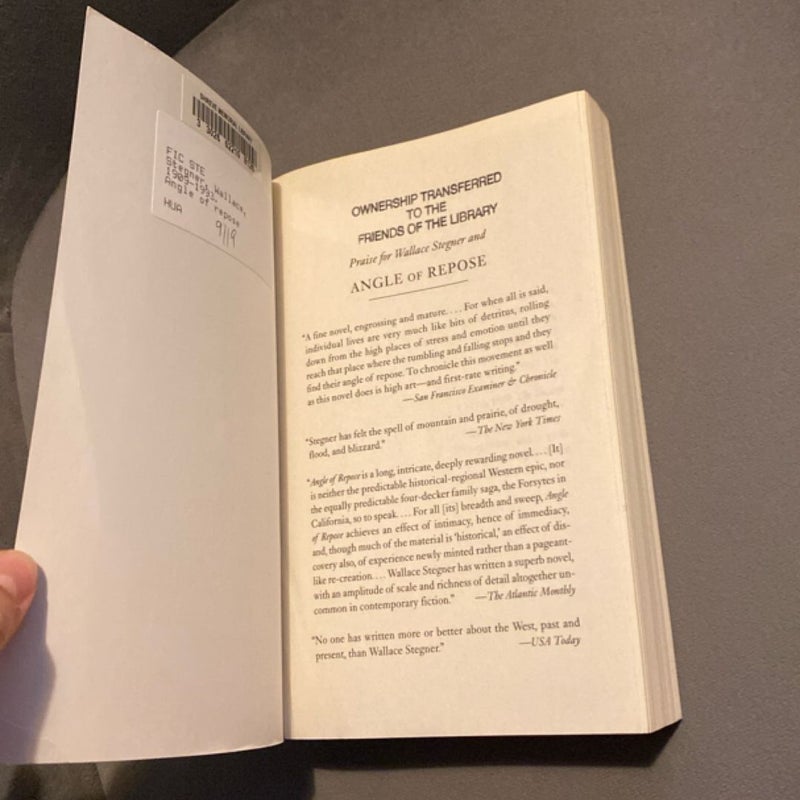 SHREVE MEMORIAL LIBRARY
FIC STE
Stegner, Wallace,
1909-1993.
Angle of repose
HUA
9/19
OWNERSHIP TRANSFERRED
TO THE
FRIENDS OF THE LIBRARY
Praise for Wallace Stegner and
ANGLE OF REPOSE
“A fine novel, engrossing and mature. . . . For when all is said,
individual lives are very much like bits of detritus, rolling
down from the high places of stress and emotion until they
reach that place where the tumbling and falling stops and they
find their angle of repose. To chronicle this movement as well
as this novel does is high art—and first-rate writing.”
—San Francisco Examiner & Chronicle
“Stegner has felt the spell of mountain and prairie, of drought,
flood, and blizzard.”
—The New York Times
“Angle of Repose is a long, intricate, deeply rewarding novel. . . . [It]
is neither the predictable historical-regional Western epic, nor
the equally predictable four-decker family saga, the Forsytes in
California, so to speak. . . . For all [its] breadth and sweep, Angle
of Repose achieves an effect of intimacy, hence of immediacy,
and, though much of the material is ‘historical,’ an effect of dis-
covery also, of experience newly minted rather than a pageant-
like re-creation. . . . Wallace Stegner has written a superb novel,
with an amplitude of scale and richness of detail altogether un-
common in contemporary fiction.” —The Atlantic Monthly
“No one has written more or better about the West, past and
present, than Wallace Stegner.” —USA Today